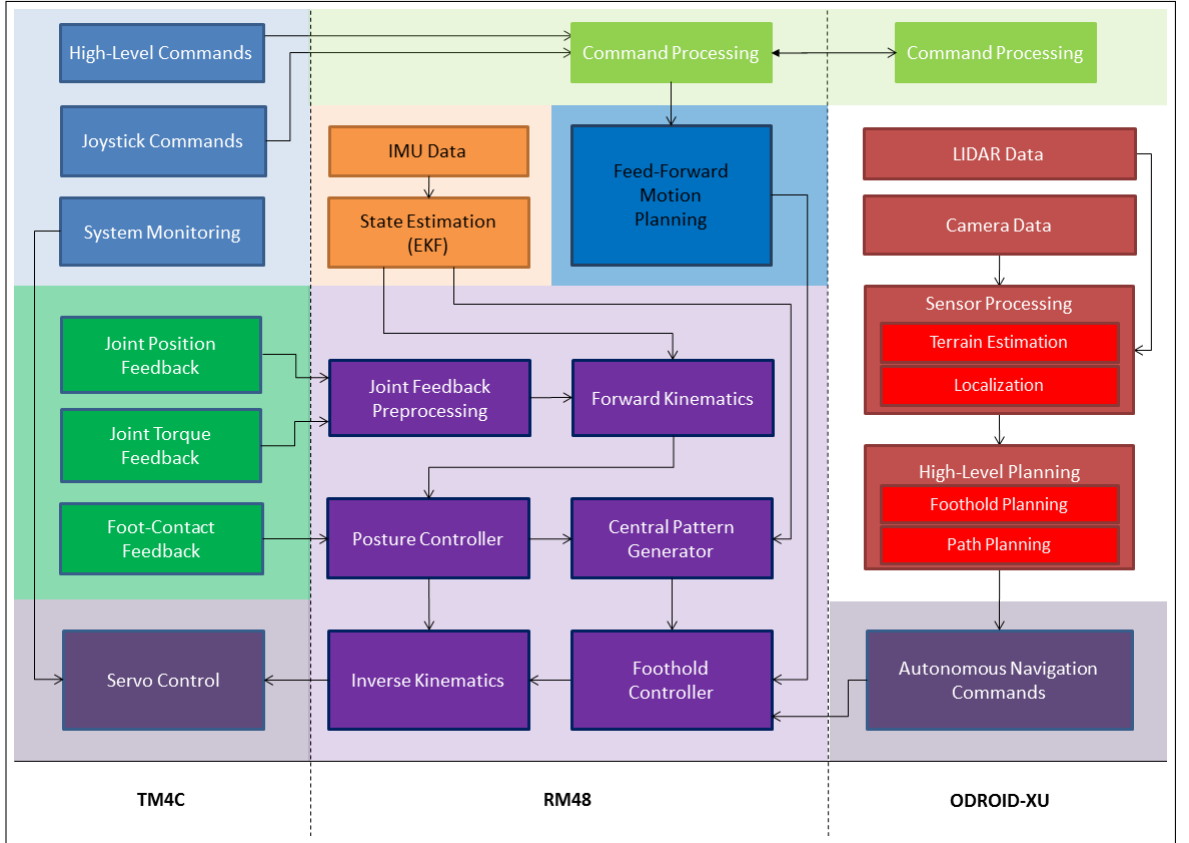 High-Level Commands
Command Processing
Command Processing
Joystick Commands
IMU Data
Feed-Forward
Motion
Planning
LIDAR Data
System Monitoring
State Estimation
(EKF)
Camera Data
Sensor Processing
Terrain Estimation
Localization
Joint Position
Feedback
Joint Feedback
Preprocessing
Forward Kinematics
Joint Torque
Feedback
High-Level Planning
Foothold Planning
Path Planning
Foot-Contact
Feedback
Posture Controller
Central Pattern
Generator
Servo Control
Inverse Kinematics
Foothold
Controller
Autonomous Navigation
Commands
TM4C
RM48
ODROID-XU